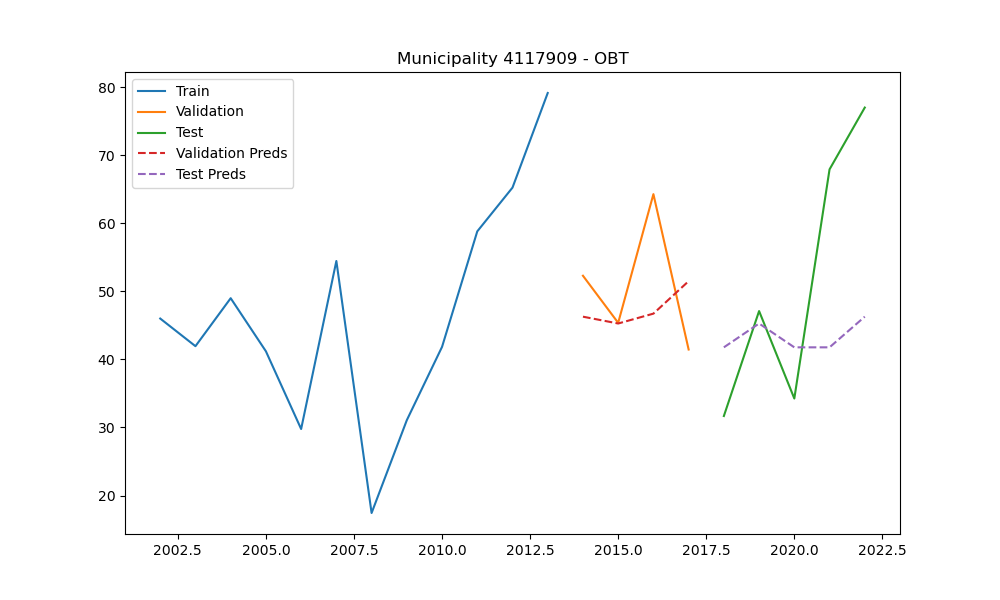 Municipality 4117909 - OBT
Train
Validation
Test
Validation Preds
Test Preds
80
70
60
50
40
30
20
2002.5 2005.0 2007.5 2010.0 2012.5 2015.0 2017.5 2020.0 2022.5